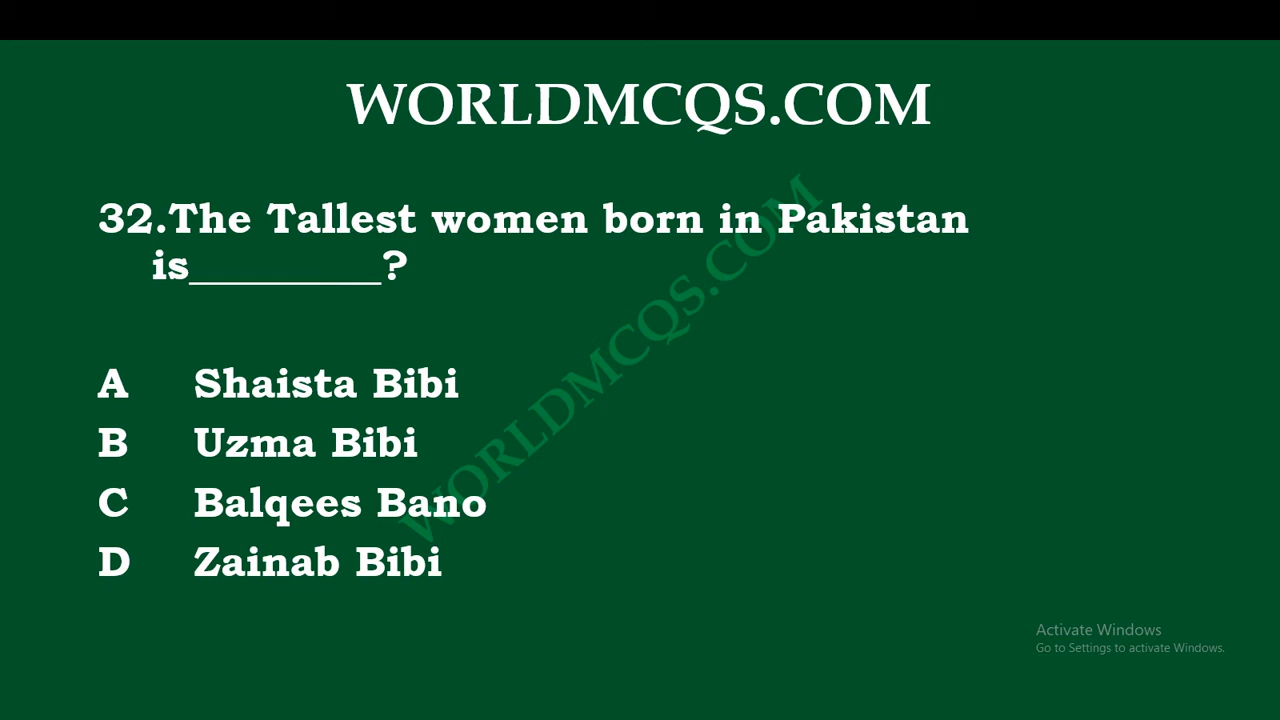 WORLDMCQS.COM
32.The Tallest women born in Pakistan
is_________?
A Shaista Bibi
B Uzma Bibi
C Balqees Bano
D Zainab Bibi
WORLDMCQS.COM
Activate Windows
Go to Settings to activate Windows.